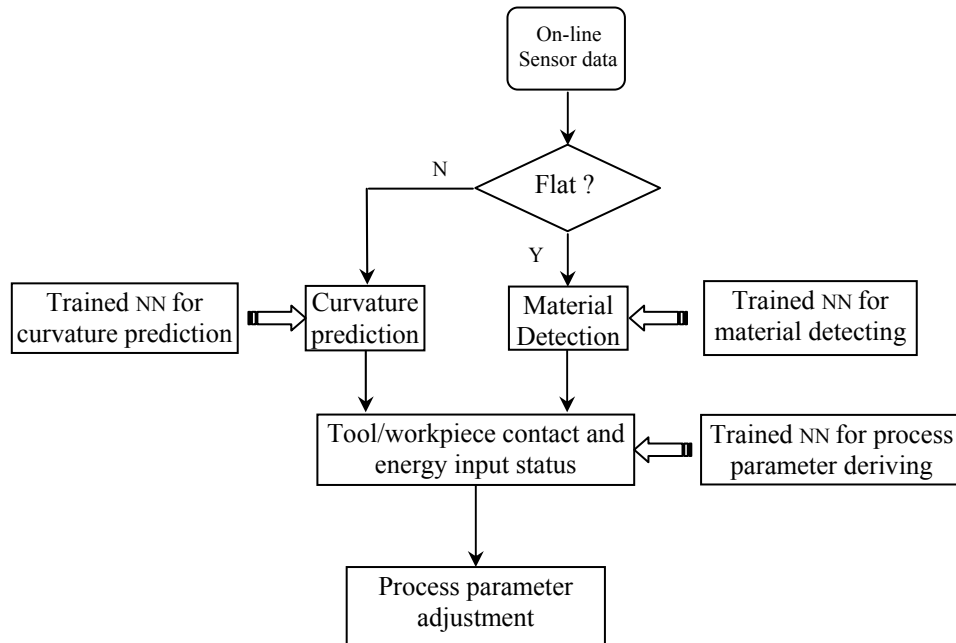 On-line
Sensor data
Flat ?
N
Y
Trained NN for
curvature prediction
Curvature
prediction
Material
Detection
Trained NN for
material detecting
Tool/workpiece contact and
energy input status
Trained NN for process
parameter deriving
Process parameter
adjustment